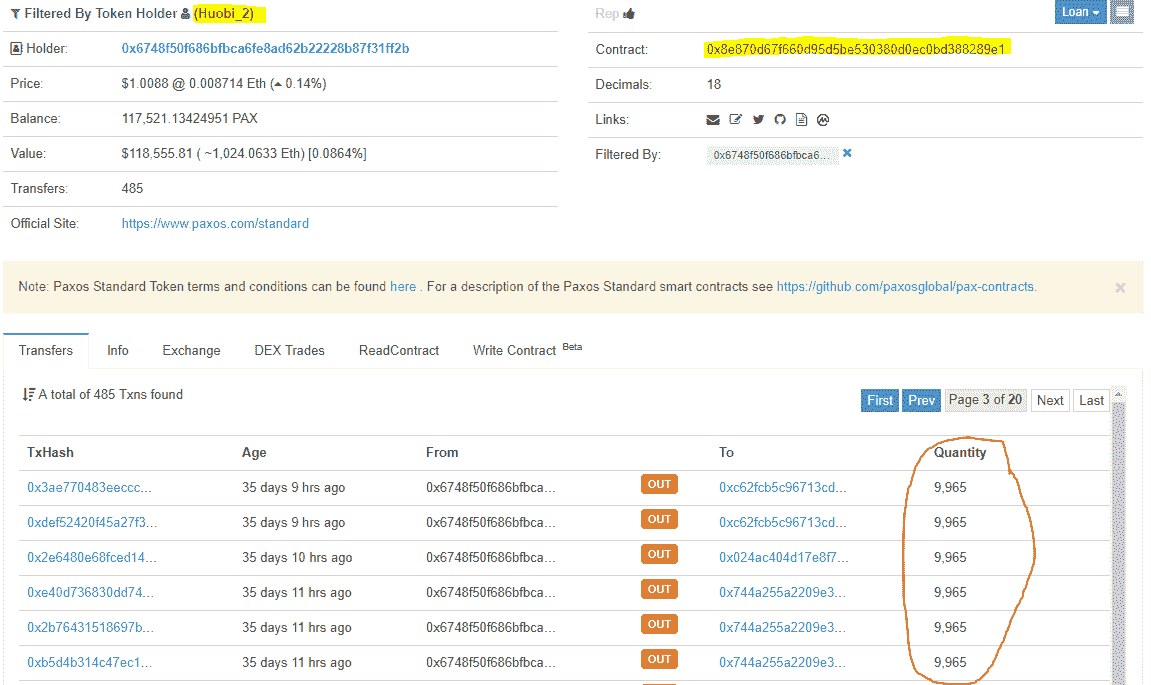 Filtered By Token Holder (Huobi_2)
Holder: 0x6748f50f686bfbca6fe8ad62b22228b87f31ff2b
Price: $1.0088 @ 0.008714 Eth (0.14%)
Balance: 117,521.13424951 PAX
Value: $118,555.81 ( ~1,024.0633 Eth) [0.0864%]
Transfers: 485
Official Site: https://www.paxos.com/standard
Rep
Loan
Contract: 0x8e870d67f660d95d5be530380d0ec0bd388289e1
Decimals: 18
Links:
Filtered By: 0x6748f50f686bfbca6... ×
Note: Paxos Standard Token terms and conditions can be found here . For a description of the Paxos Standard smart contracts see https://github.com/paxosglobal/pax-contracts. ×
Transfers Info Exchange DEX Trades ReadContract Write Contract Beta
A total of 485 Txns found
First Prev Page 3 of 20 Next Last
TxHash Age From To Quantity
0x3ae770483eeccc... 35 days 9 hrs ago 0x6748f50f686bfbca... OUT 0xc62fcb5c96713cd... 9,965
0xdef52420f45a27f3... 35 days 9 hrs ago 0x6748f50f686bfbca... OUT 0xc62fcb5c96713cd... 9,965
0x2e6480e68fced14... 35 days 10 hrs ago 0x6748f50f686bfbca... OUT 0x024ac404d17e8f7... 9,965
0xe40d736830dd74... 35 days 11 hrs ago 0x6748f50f686bfbca... OUT 0x744a255a2209e3... 9,965
0x2b76431518697b... 35 days 11 hrs ago 0x6748f50f686bfbca... OUT 0x744a255a2209e3... 9,965
0xb5d4b314c47ec1... 35 days 11 hrs ago 0x6748f50f686bfbca... OUT 0x744a255a2209e3... 9,965